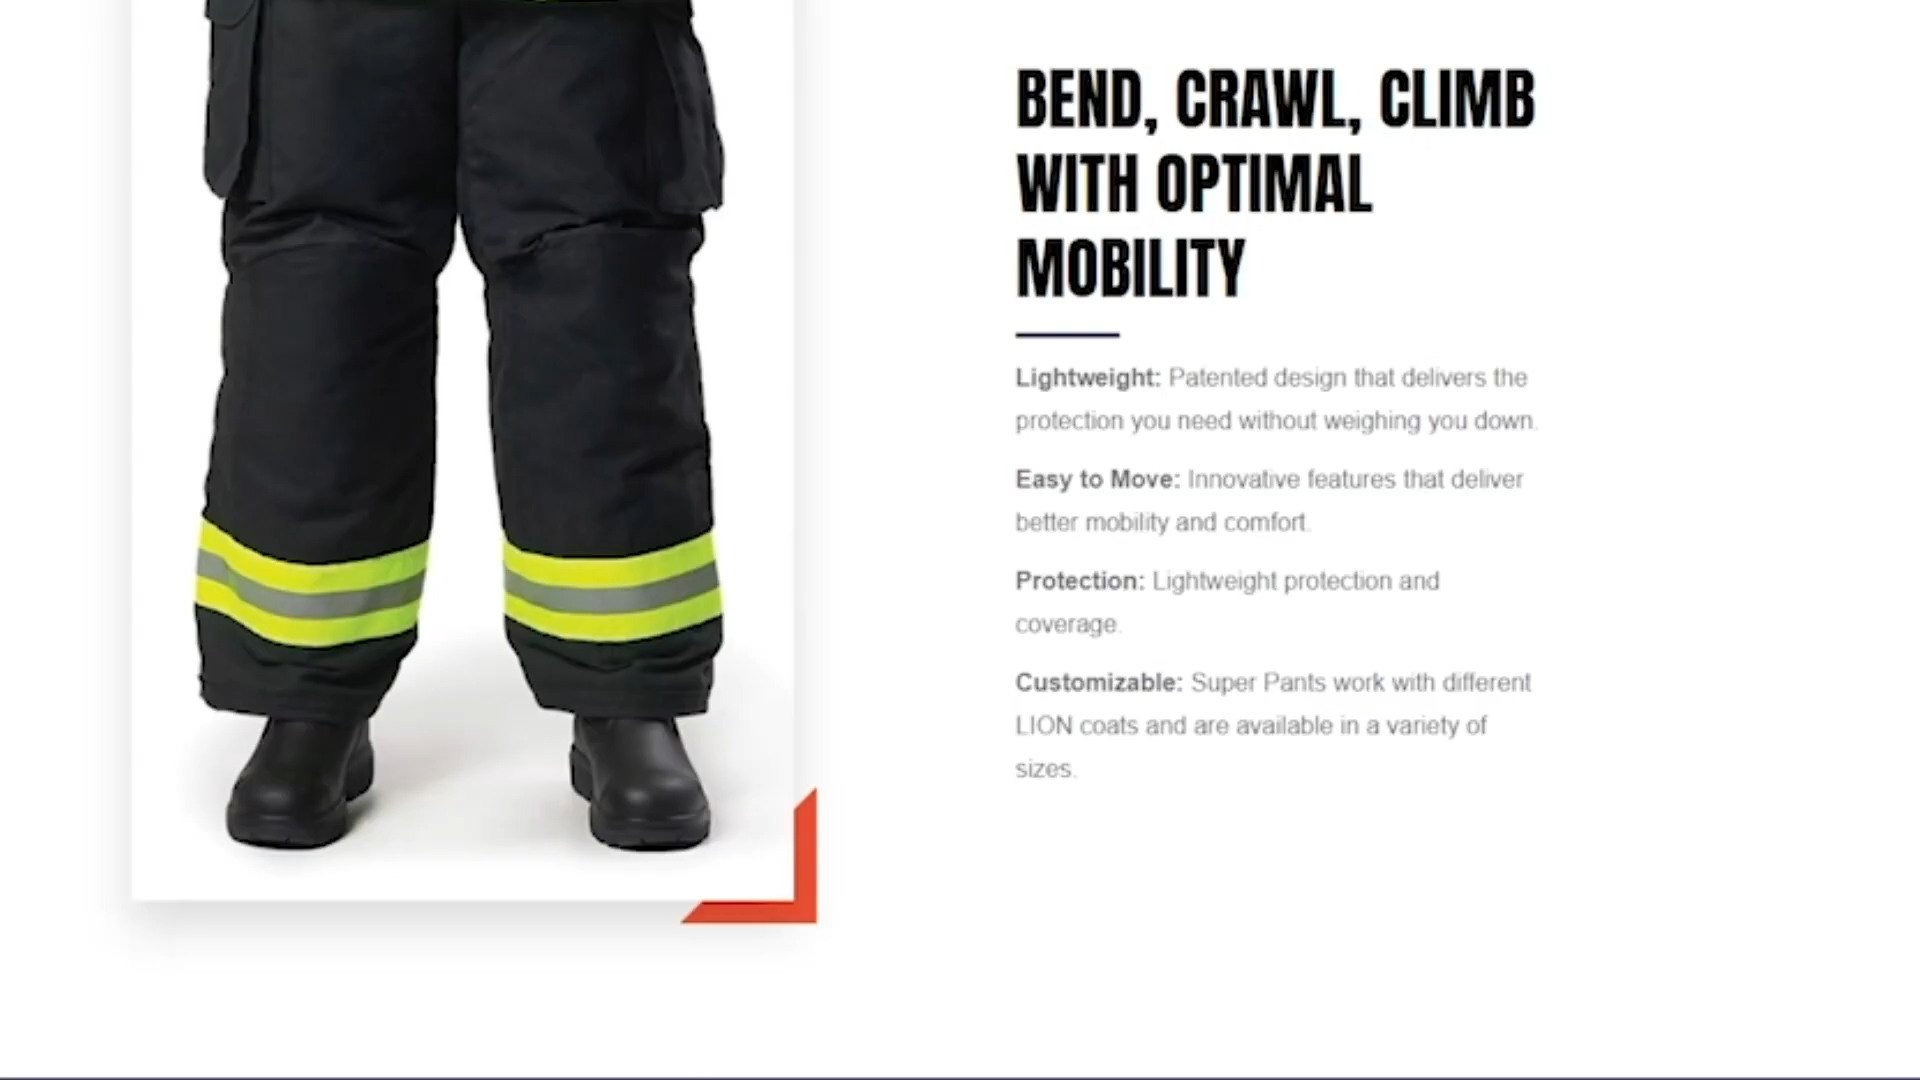 BEND, CRAWL, CLIMB
WITH OPTIMAL
MOBILITY
Lightweight: Patented design that delivers the
protection you need without weighing you down.
Easy to Move: Innovative features that deliver
better mobility and comfort.
Protection: Lightweight protection and
coverage.
Customizable: Super Pants work with different
LION coats and are available in a variety of
sizes.